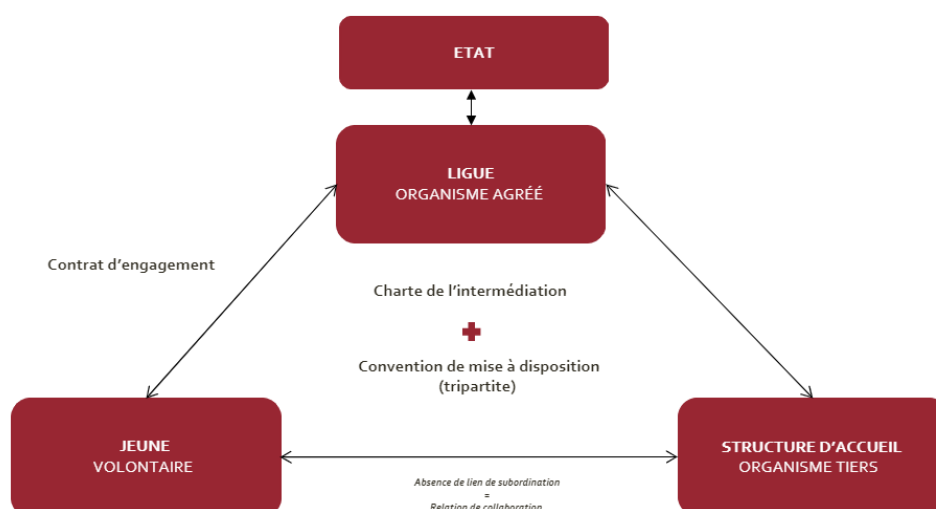 ETAT
LIGUE
ORGANISME AGRÉÉ
Contrat d’engagement
Charte de l’intermédiation
Convention de mise à disposition
(tripartite)
JEUNE
VOLONTAIRE
STRUCTURE D’ACCUEIL
ORGANISME TIERS
Absence de lien de subordination
=
Relation de collaboration